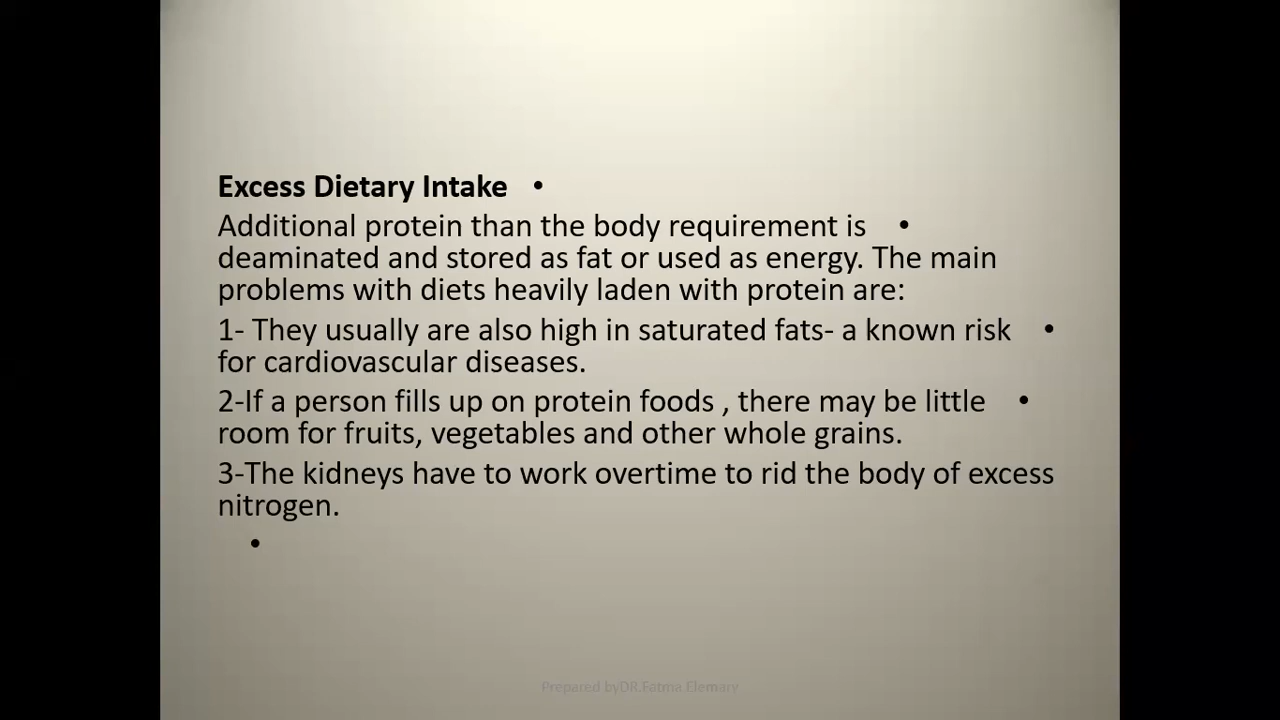 Excess Dietary Intake •
Additional protein than the body requirement is •
deaminated and stored as fat or used as energy. The main
problems with diets heavily laden with protein are:
1- They usually are also high in saturated fats- a known risk •
for cardiovascular diseases.
2-If a person fills up on protein foods , there may be little •
room for fruits, vegetables and other whole grains.
3-The kidneys have to work overtime to rid the body of excess
nitrogen.
•
Prepared byDR.Fatma Elemary